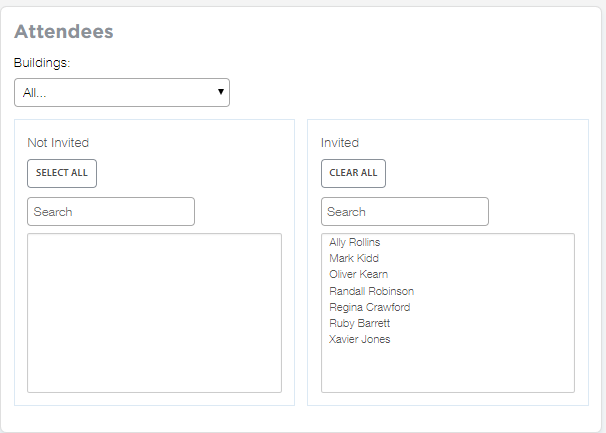 Attendees
Buildings:
All...
Not Invited
SELECT ALL
Search
Invited
CLEAR ALL
Search
Ally Rollins
Mark Kidd
Oliver Kearn
Randall Robinson
Regina Crawford
Ruby Barrett
Xavier Jones